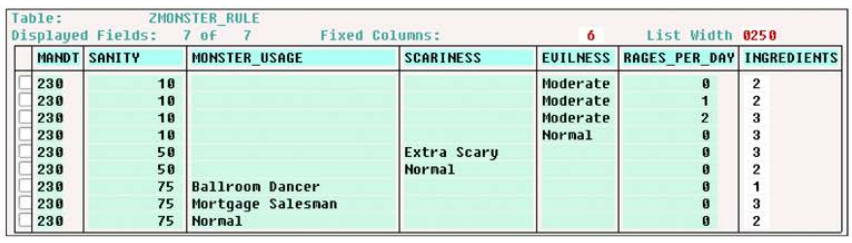 Table: ZMONSTER_RULE
Displayed Fields: 7 of 7 Fixed Columns: 6 List Width 0250
MANDT SANITY MONSTER_USAGE SCARINESS EVILNESS RAGES_PER_DAY INGREDIENTS
230 10 Moderate 0 2
230 10 Moderate 1 2
230 10 Moderate 2 3
230 10 Normal 0 3
230 50 Extra Scary 0 3
230 50 Normal 0 2
230 75 Ballroom Dancer 0 1
230 75 Mortgage Salesman 0 3
230 75 Normal 0 2